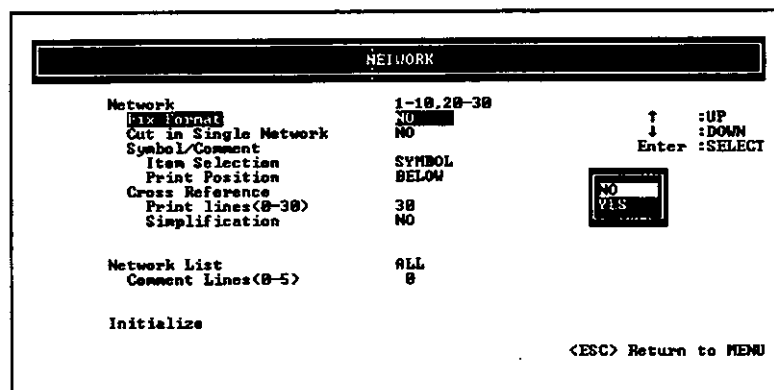 NETWORK
Network 1-10,20-30
Fix Format NO
↑ :UP
Cut in Single Network NO
↓ :DOWN
Symbol/Comment
Enter :SELECT
Item Selection SYMBOL
Print Position BELOW
Cross Reference
NO
Print lines(0-30) 30
YES
Simplification NO
Network List ALL
Comment Lines(0-5) 0
Initialize
<ESC> Return to MENU